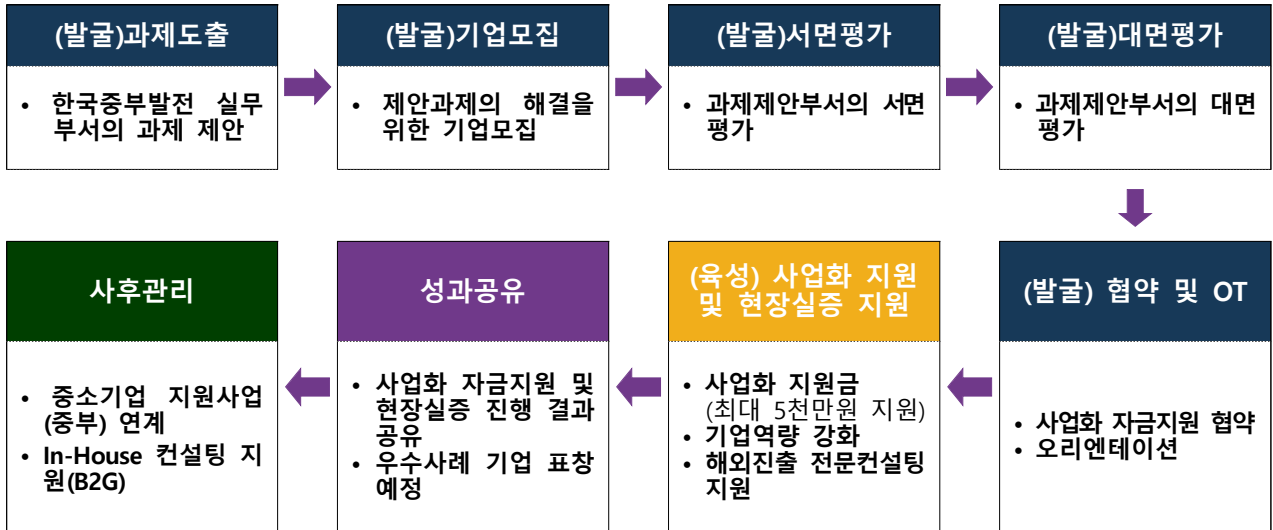 (발굴)과제도출
• 한국중부발전 실무
부서의 과제 제안
(발굴)기업모집
• 제안과제의 해결을
위한 기업모집
(발굴)서면평가
• 과제제안부서의 서면
평가
(발굴)대면평가
• 과제제안부서의 대면
평가
(발굴) 협약 및 OT
• 사업화 자금지원 협약
• 오리엔테이션
(육성) 사업화 지원
및 현장실증 지원
• 사업화 지원금
(최대 5천만원 지원)
• 기업역량 강화
• 해외진출 전문컨설팅
지원
성과공유
• 사업화 자금지원 및
현장실증 진행 결과
공유
• 우수사례 기업 표창
예정
사후관리
• 중소기업 지원사업
(중부) 연계
• In-House 컨설팅 지
원(B2G)